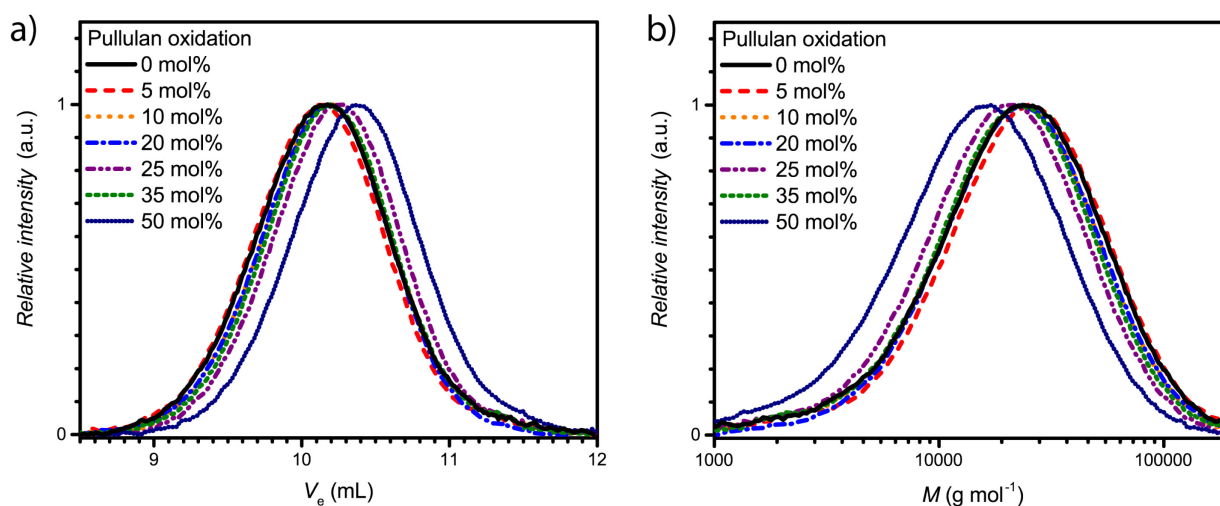 a)
Pullulan oxidation
0 mol%
5 mol%
10 mol%
20 mol%
25 mol%
35 mol%
50 mol%
1
0
Relative intensity (a.u.)
9 10 11 12
Ve (mL)
b)
Pullulan oxidation
0 mol%
5 mol%
10 mol%
20 mol%
25 mol%
35 mol%
50 mol%
1
0
Relative intensity (a.u.)
1000 10000 100000
M (g mol⁻¹)